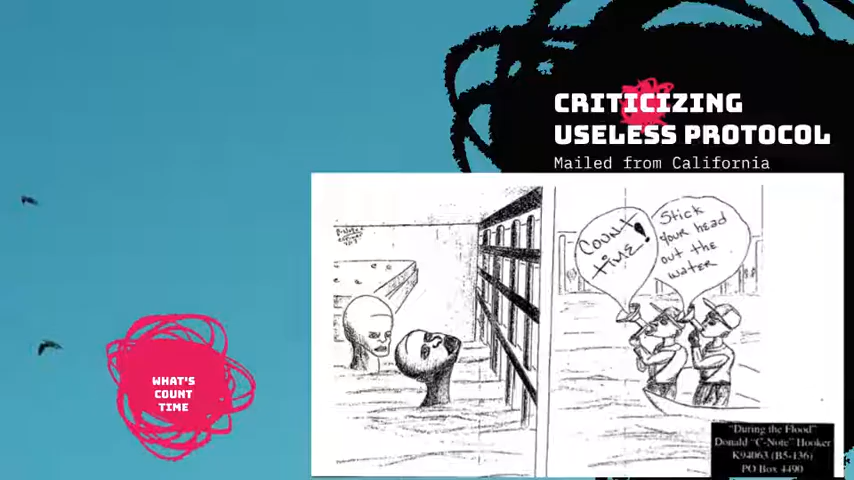 CRITICIZING
USELESS PROTOCOL
Mailed from California
COUNT
TIME!
Stick
your head
out the
water
WHAT'S
COUNT
TIME
"During the Flood"
Donald "C-Note" Hooker
K94063 (B5-136)
PO Box 4490